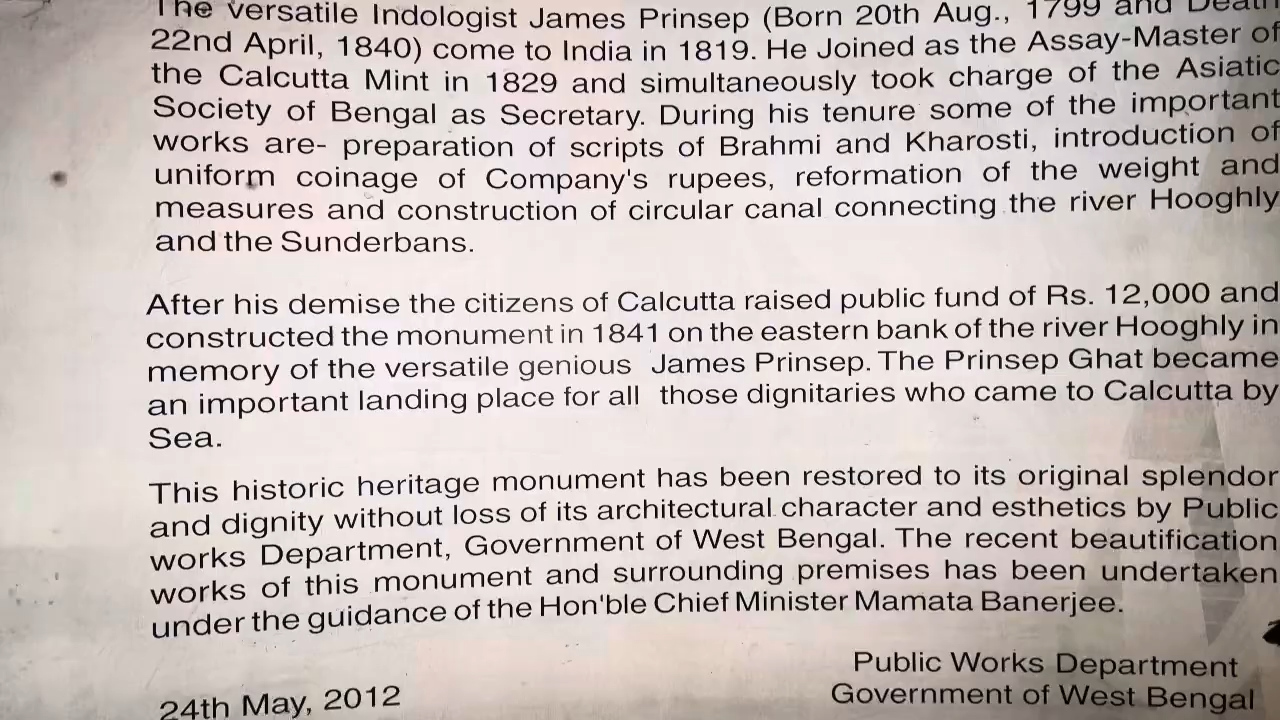 The versatile Indologist James Prinsep (Born 20th Aug., 1799 and Death
22nd April, 1840) come to India in 1819. He Joined as the Assay-Master of
the Calcutta Mint in 1829 and simultaneously took charge of the Asiatic
Society of Bengal as Secretary. During his tenure some of the important
works are- preparation of scripts of Brahmi and Kharosti, introduction of
uniform coinage of Company's rupees, reformation of the weight and
measures and construction of circular canal connecting the river Hooghly
and the Sunderbans.
After his demise the citizens of Calcutta raised public fund of Rs. 12,000 and
constructed the monument in 1841 on the eastern bank of the river Hooghly in
memory of the versatile genious James Prinsep. The Prinsep Ghat became
an important landing place for all those dignitaries who came to Calcutta by
Sea.
This historic heritage monument has been restored to its original splendor
and dignity without loss of its architectural character and esthetics by Public
works Department, Government of West Bengal. The recent beautification
works of this monument and surrounding premises has been undertaken
under the guidance of the Hon'ble Chief Minister Mamata Banerjee.
Public Works Department
24th May, 2012 Government of West Bengal